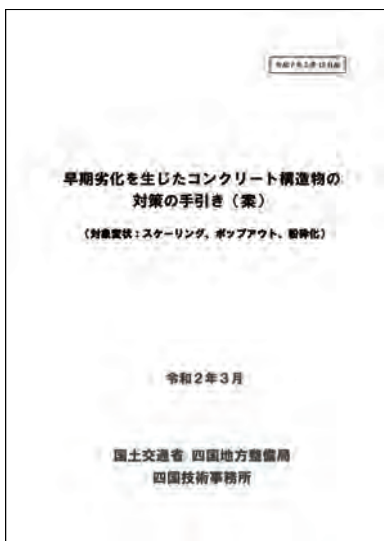 早期劣化を生じたコンクリート構造物の
対策の手引き（案）
（対象変状：スケーリング、ポップアウト、粉砕化）
令和２年３月
国土交通省 四国地方整備局
四国技術事務所